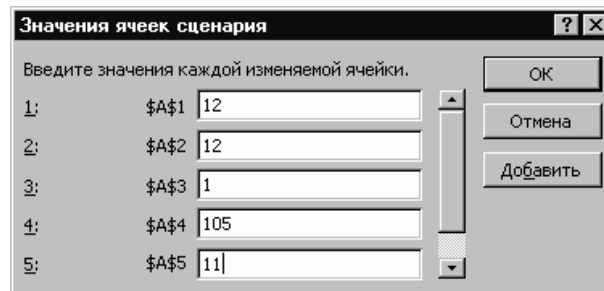 Значения ячеек сценария ? ×
Введите значения каждой изменяемой ячейки.
1: $A$1 12
2: $A$2 12
3: $A$3 1
4: $A$4 105
5: $A$5 11
ОК
Отмена
Добавить